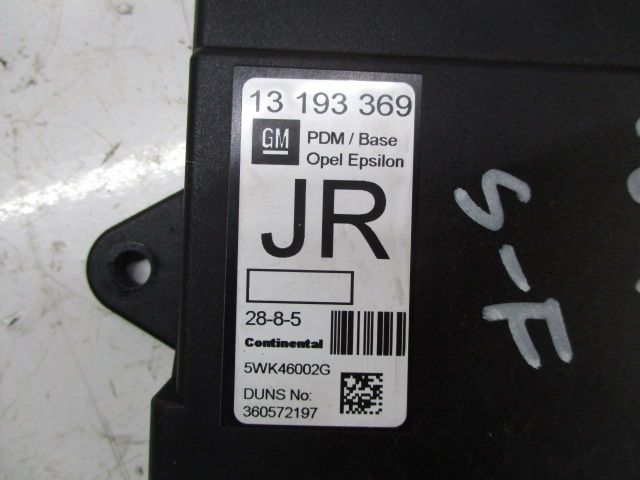 13 193 369
GM
PDM / Base
Opel Epsilon
JR
28-8-5
Continental
5WK46002G
DUNS No:
360572197
S-F